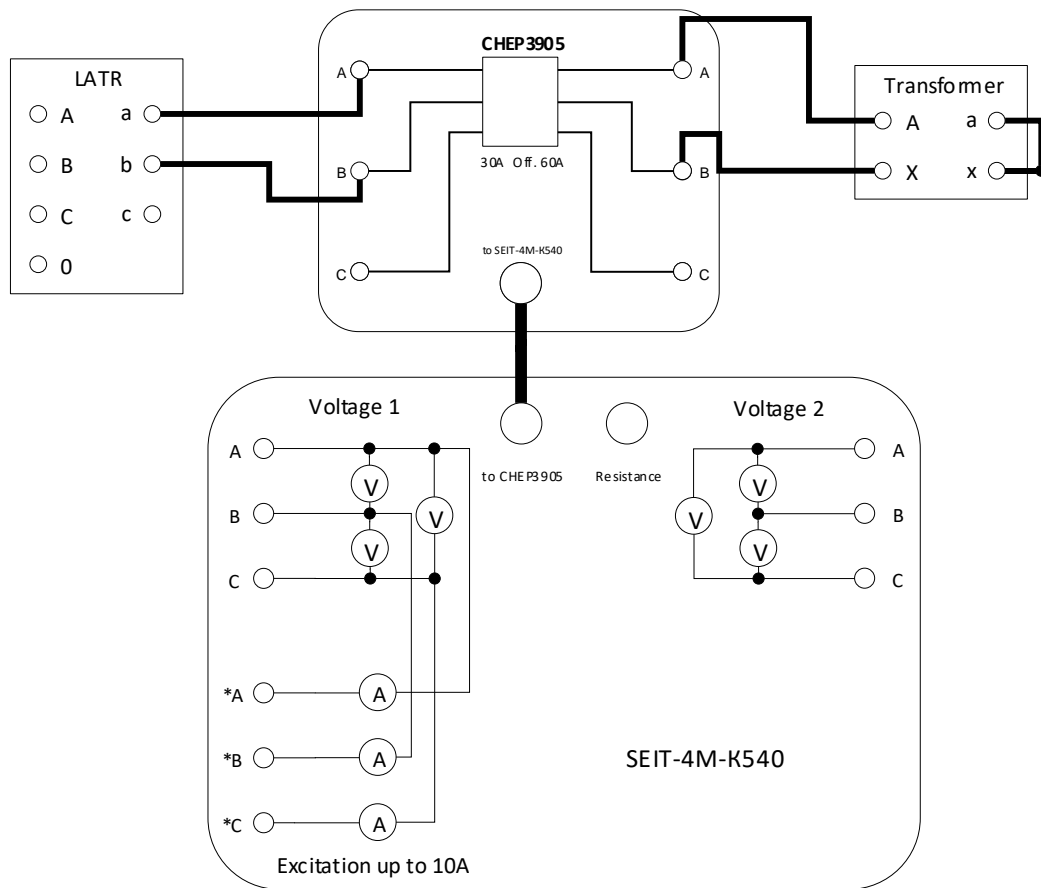 LATR
A a
B b
C c
0
CHEP3905
A A
B B
C C
30A Off. 60A
to SEIT-4M-K540
Transformer
A a
X x
Voltage 1
Voltage 2
to CHEP3905
Resistance
A
B
C
V
V
V
A
B
C
V
V
V
*A A
*B A
*C A
Excitation up to 10A
SEIT-4M-K540